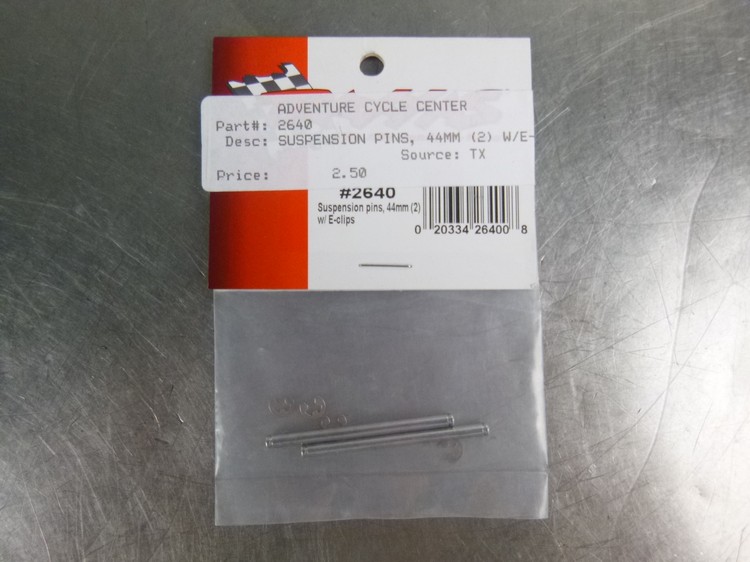 ADVENTURE CYCLE CENTER
Part#: 2640
Desc: SUSPENSION PINS, 44MM (2) W/E-
Source: TX
Price: 2.50
#2640
Suspension pins, 44mm (2)
w/ E-clips
0 20334 26400 8